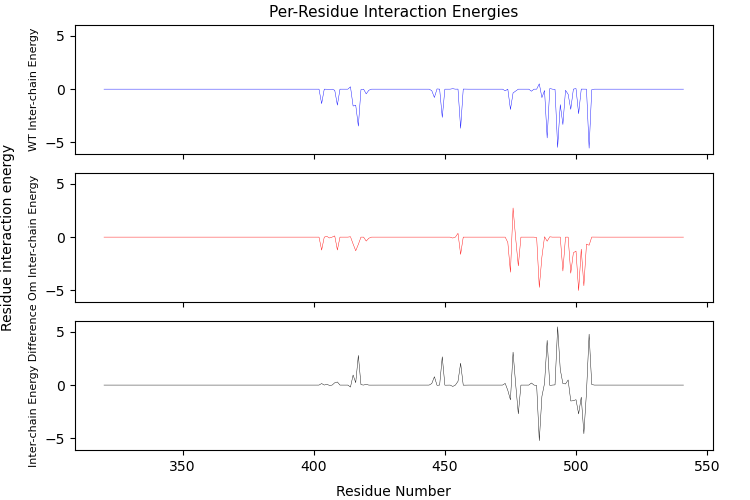 Per-Residue Interaction Energies
Residue interaction energy
WT Inter-chain Energy
5
0
−5
Om Inter-chain Energy
5
0
−5
Inter-chain Energy Difference
5
0
−5
350
400
450
500
550
Residue Number